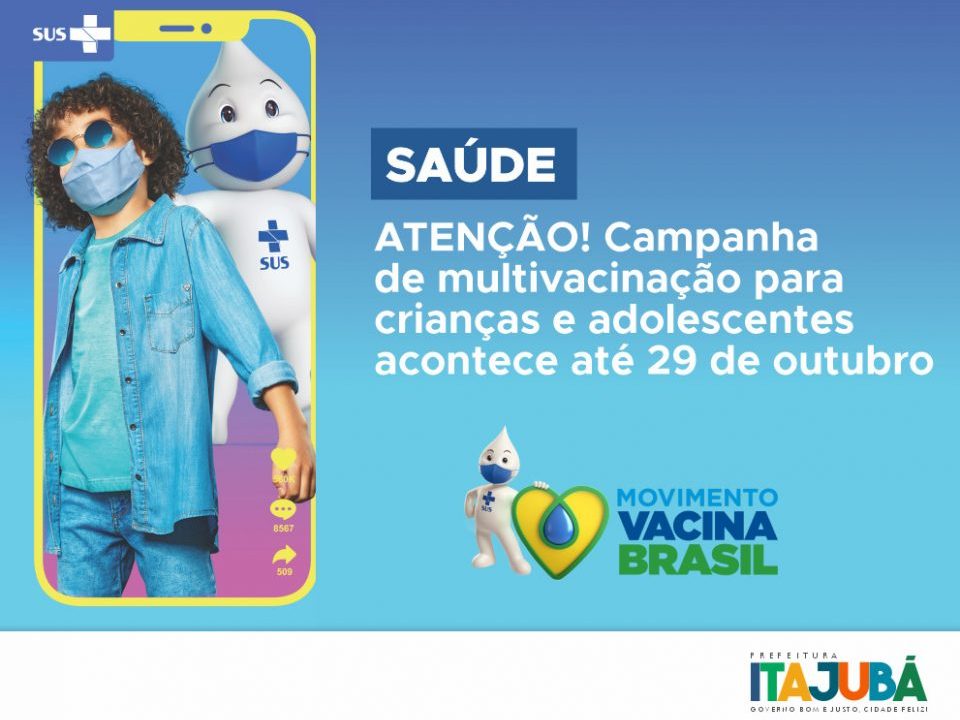 SUS
SUS
580K
8567
509
SAÚDE
ATENÇÃO! Campanha
de multivacinação para
crianças e adolescentes
acontece até 29 de outubro
SUS
MOVIMENTO
VACINA
BRASIL
PREFEITURA
ITAJUBÁ
GOVERNO BOM E JUSTO, CIDADE FELIZ!